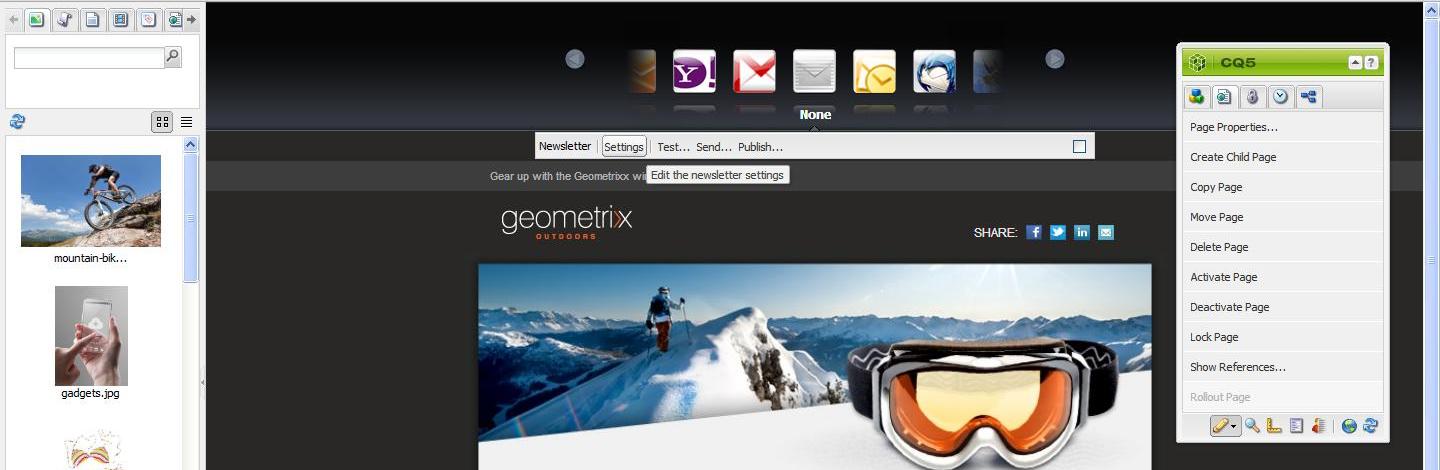 mountain-bik...
gadgets.jpg
Y!
None
Newsletter Settings Test... Send... Publish...
Edit the newsletter settings
Gear up with the Geometrixx
geometrixx
OUTDOORS
SHARE:
CQ5
?
Page Properties...
Create Child Page
Copy Page
Move Page
Delete Page
Activate Page
Deactivate Page
Lock Page
Show References...
Rollout Page